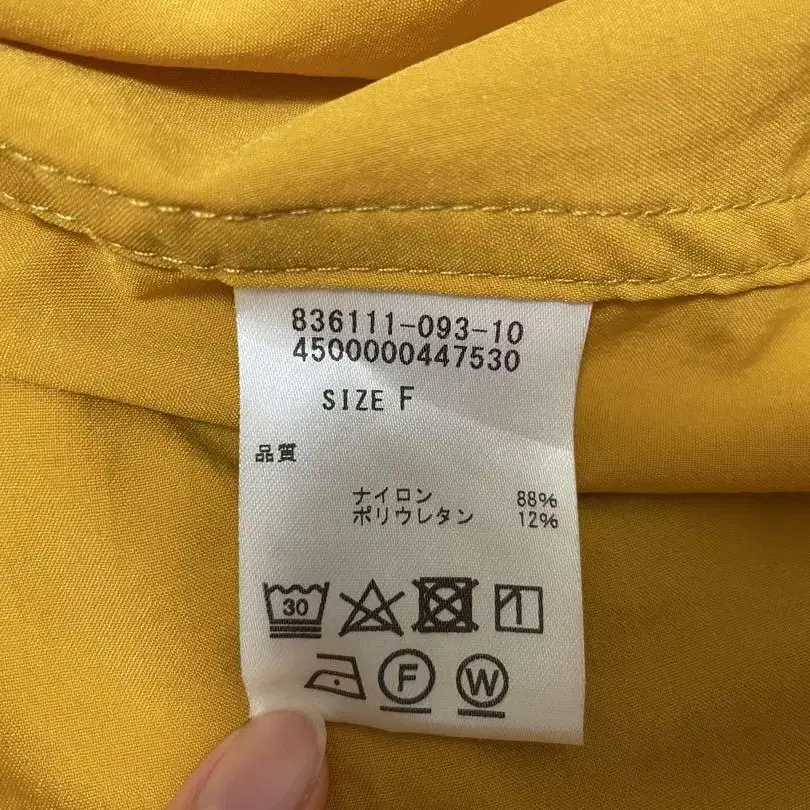 836111-093-10
4500000447530
SIZE F
品質
ナイロン 88%
ポリウレタン 12%
30
F W